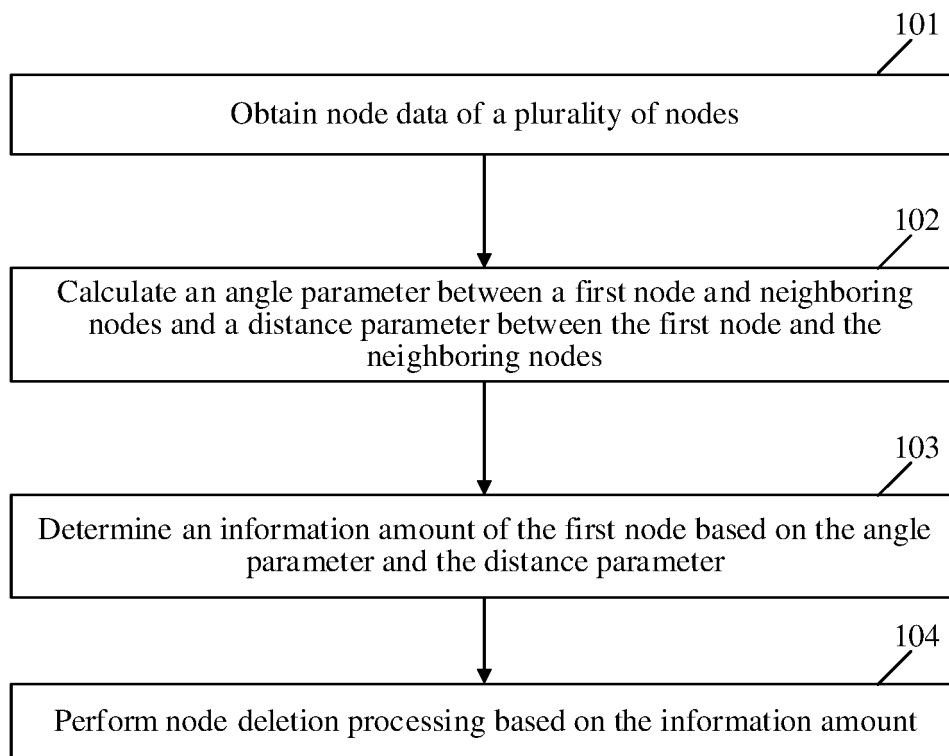 101
Obtain node data of a plurality of nodes
102
Calculate an angle parameter between a first node and neighboring
nodes and a distance parameter between the first node and the
neighboring nodes
103
Determine an information amount of the first node based on the angle
parameter and the distance parameter
104
Perform node deletion processing based on the information amount